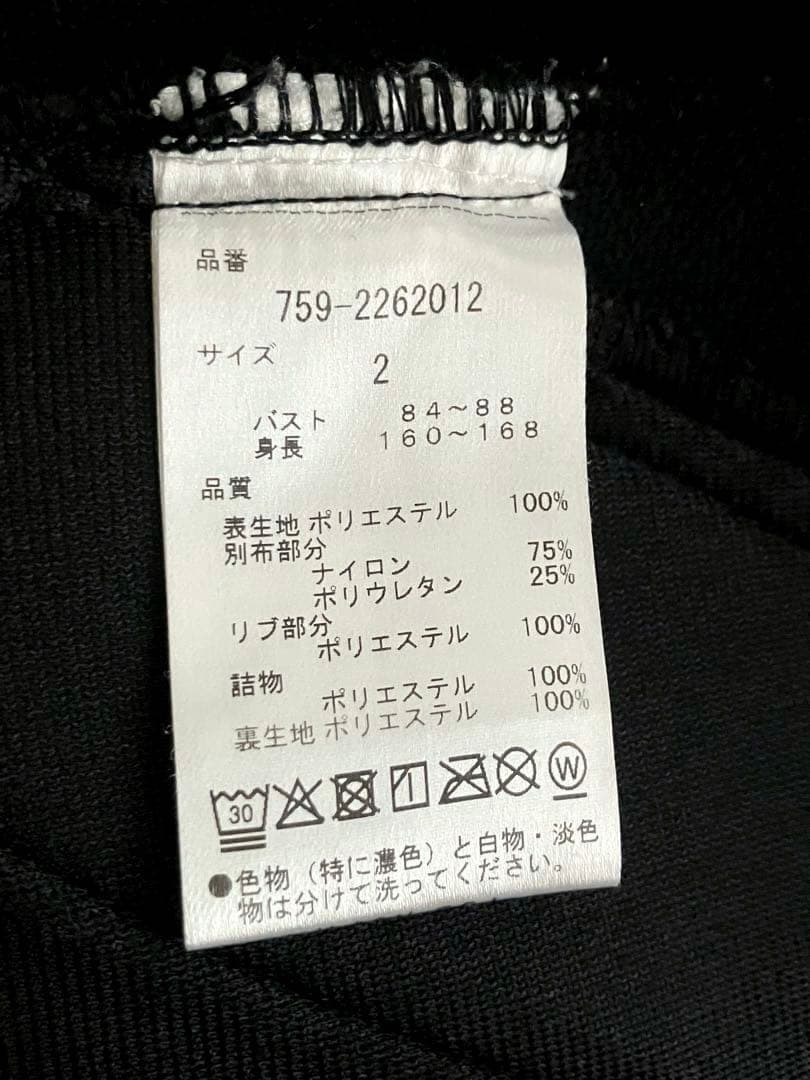 品番
759-2262012
サイズ
2
バスト 84～88
身長 160～168
品質
表生地 ポリエステル 100%
別布部分
ナイロン 75%
ポリウレタン 25%
リブ部分
ポリエステル 100%
詰物
ポリエステル 100%
裏生地 ポリエステル 100%
30 W
●色物（特に濃色）と白物・淡色
物は分けて洗ってください。